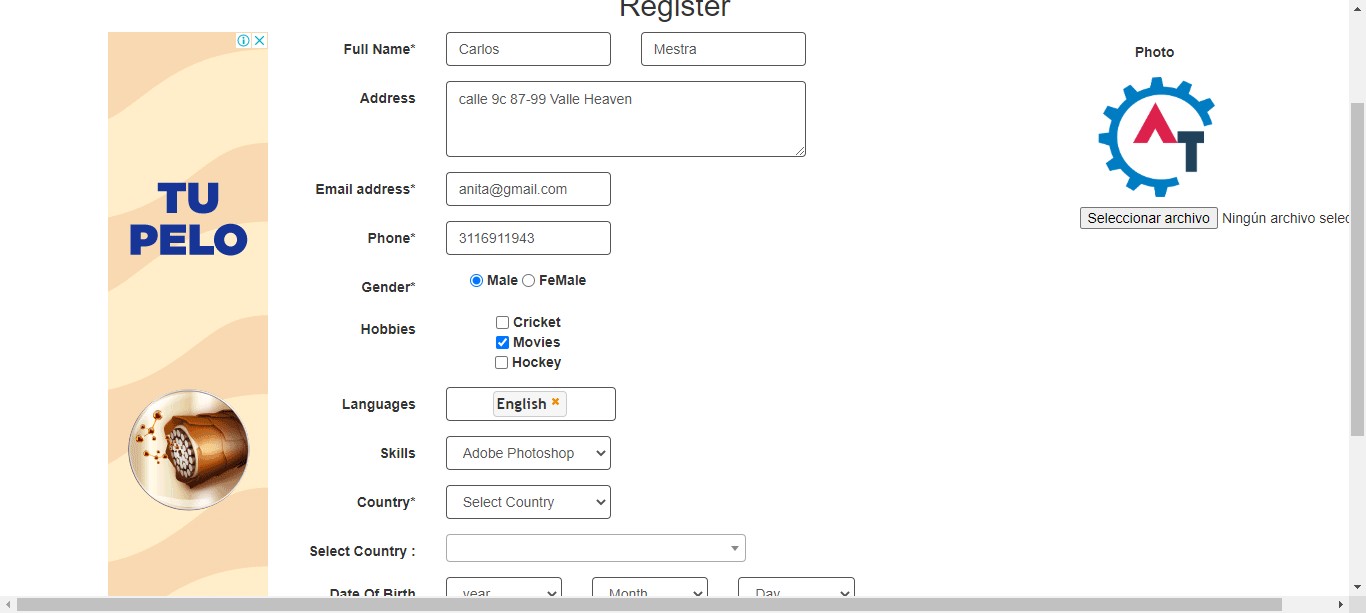 Register
Full Name* Carlos Mestra
Photo
Address calle 9c 87-99 Valle Heaven
AT
TU
PELO
Email address* anita@gmail.com
Seleccionar archivo Ningún archivo selec
Phone* 3116911943
Gender* Male FeMale
Hobbies Cricket
Movies
Hockey
Languages English
Skills Adobe Photoshop
Country* Select Country
Select Country :
Date Of Birth year Month Day